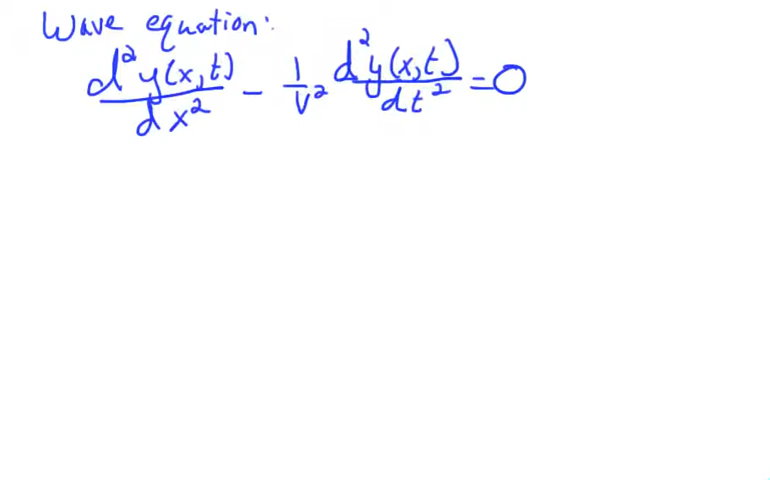 Wave equation:
d²y(x,t)/dx² - 1/v² d²y(x,t)/dt² = 0